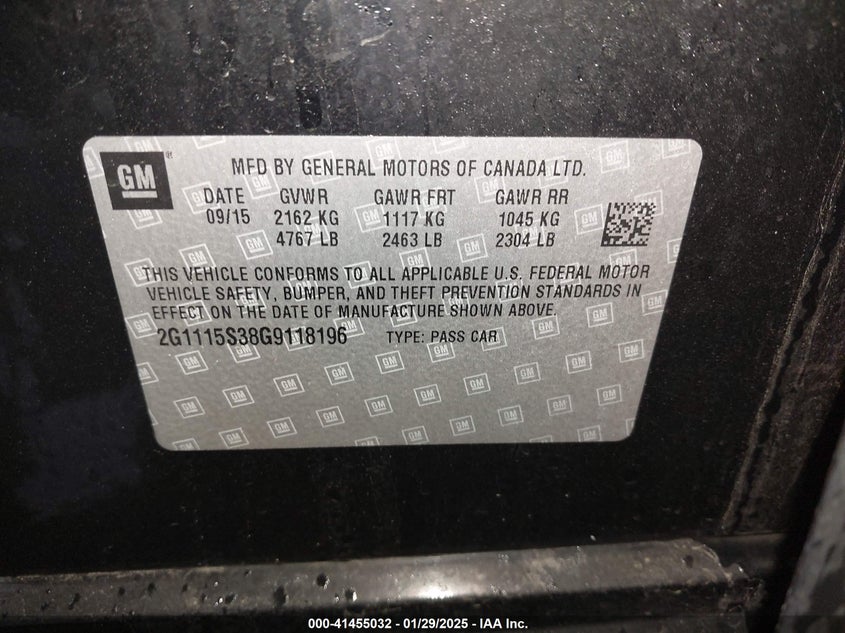 GM
MFD BY GENERAL MOTORS OF CANADA LTD.
DATE GVWR GAWR FRT GAWR RR
09/15 2162 KG 1117 KG 1045 KG
4767 LB 2463 LB 2304 LB
THIS VEHICLE CONFORMS TO ALL APPLICABLE U.S. FEDERAL MOTOR
VEHICLE SAFETY, BUMPER, AND THEFT PREVENTION STANDARDS IN
EFFECT ON THE DATE OF MANUFACTURE SHOWN ABOVE.
2G1115S38G9118196 TYPE: PASS CAR
000-41455032 - 01/29/2025 - IAA Inc.